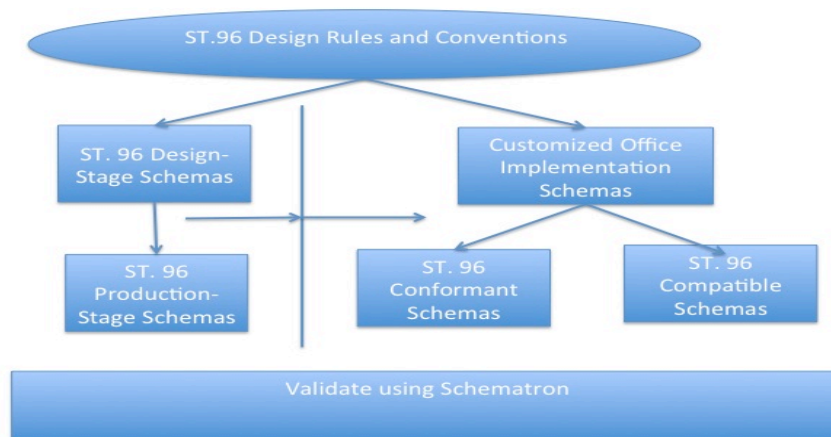 ST.96 Design Rules and Conventions
ST. 96 Design-
Stage Schemas
Customized Office
Implementation
Schemas
ST. 96
Production-
Stage Schemas
ST. 96
Conformant
Schemas
ST. 96
Compatible
Schemas
Validate using Schematron